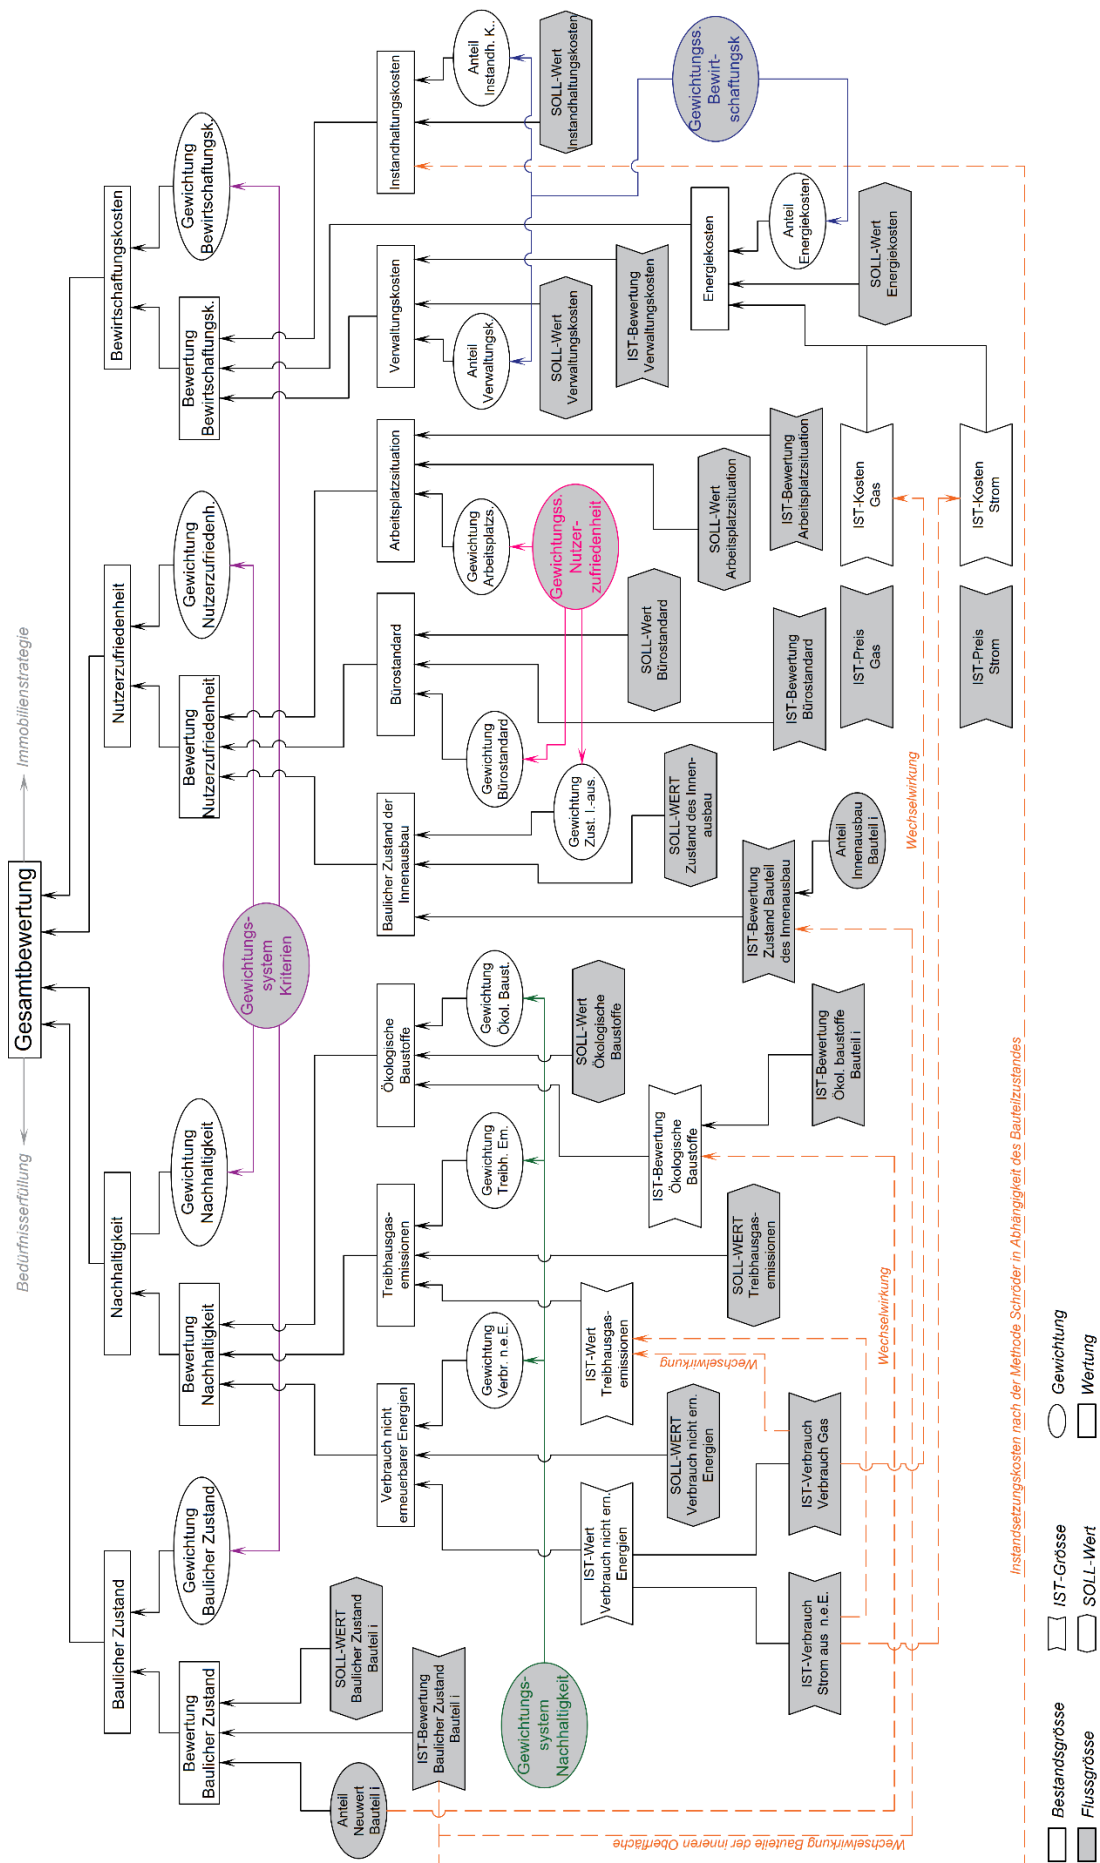 Bedürfnisserfüllung
Immobilienstrategie
Gesamtbewertung
Baulicher Zustand
Nachhaltigkeit
Nutzerzufriedenheit
Bewirtschaftungskosten
Bewertung
Baulicher Zustand
Gewichtung
Baulicher Zustand
Bewertung
Nachhaltigkeit
Gewichtung
Nachhaltigkeit
Gewichtungs-
system
Kriterien
Bewertung
Nutzerzufriedenheit
Gewichtung
Nutzerzufriedenh.
Bewertung
Bewirtschaftungsk.
Gewichtung
Bewirtschaftungsk.
Anteil
Neuwert
Bauteil i
IST-Bewertung
Baulicher Zustand
Bauteil i
SOLL-WERT
Baulicher Zustand
Bauteil i
Verbrauch nicht
erneuerbarer Energien
Treibhausgas-
emissionen
Ökologische
Baustoffe
Baulicher Zustand der
Innenausbau
Bürostandard
Arbeitsplatzsituation
Verwaltungskosten
Instandhaltungskosten
Gewichtung
Verbr. n.e.E.
Gewichtung
Treibh. Em.
Gewichtung
Ökol. Baust.
Gewichtung
Zust. I.-aus.
Gewichtung
Bürostandard
Gewichtung
Arbeitsplatzs.
Anteil
Verwaltungsk.
Anteil
Instandh. K..
Gewichtungs-
system
Nachhaltigkeit
IST-Wert
Verbrauch nicht ern.
Energien
IST-Wert
Treibhausgas-
emissionen
SOLL-Wert
Ökologische
Baustoffe
Gewichtungss.
Nutzer-
zufriedenheit
SOLL-Wert
Verwaltungskosten
SOLL-Wert
Instandhaltungskosten
SOLL-WERT
Verbrauch nicht ern.
Energien
SOLL-WERT
Treibhausgas-
emissionen
IST-Bewertung
Ökologische
Baustoffe
SOLL-WERT
Zustand des Innen-
ausbau
SOLL-Wert
Bürostandard
SOLL-Wert
Arbeitsplatzsituation
IST-Bewertung
Verwaltungskosten
Energiekosten
Gewichtungss.
Bewirt-
schaftungsk
Wechselwirkung
IST-Verbrauch
Strom aus n.e.E.
IST-Verbrauch
Verbrauch Gas
IST-Bewertung
Ökol. baustoffe
Bauteil i
IST-Bewertung
Zustand Bauteil
des Innenausbau
Anteil
Innenausbau
Bauteil i
IST-Bewertung
Bürostandard
IST-Bewertung
Arbeitsplatzsituation
Anteil
Energiekosten
SOLL-Wert
Energiekosten
IST-Preis
Gas
IST-Kosten
Gas
Wechselwirkung
Wechselwirkung Bauteile der inneren Oberfläche
Wechselwirkung
IST-Preis
Strom
IST-Kosten
Strom
Instandsetzungskosten nach der Methode Schröder in Abhängigkeit des Bauteilzustandes
Bestandsgrösse
IST-Grösse
Gewichtung
Flussgrösse
SOLL-Wert
Wertung